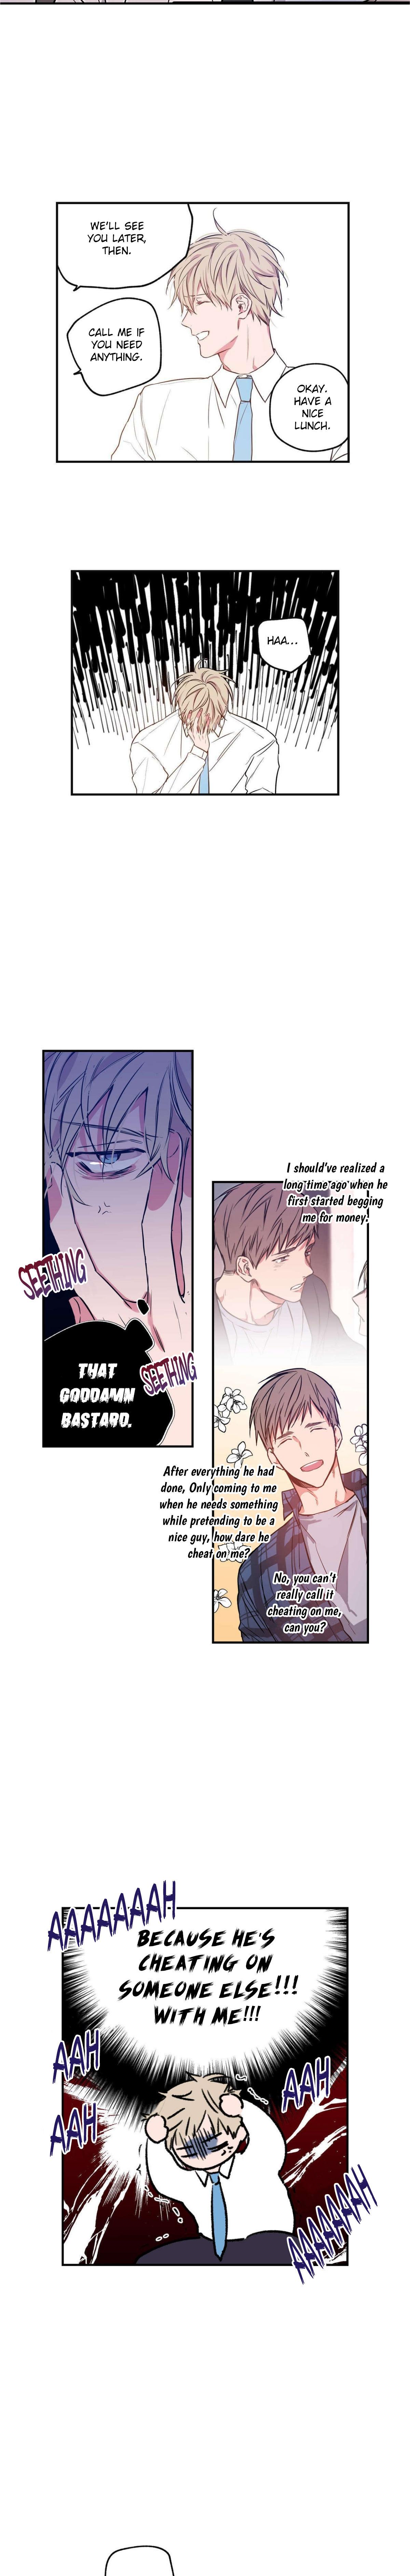 WE'LL SEE
YOU LATER,
THEN.
CALL ME IF
YOU NEED
ANYTHING.
OKAY.
HAVE A
NICE
LUNCH.
HAA...
I should've realized a
long time ago when he
first started begging
me for money.
SEETHING
SEETHING
THAT
GODDAMN
BASTARD.
After everything he had
done, Only coming to me
when he needs something
while pretending to be a
nice guy, how dare he
cheat on me?
No, you can't
really call it
cheating on me,
can you?
AAAAAAAH
BECAUSE HE'S
CHEATING ON
SOMEONE ELSE!!!
WITH ME!!!
AAH
AAH
AAH
AAAAAAAH